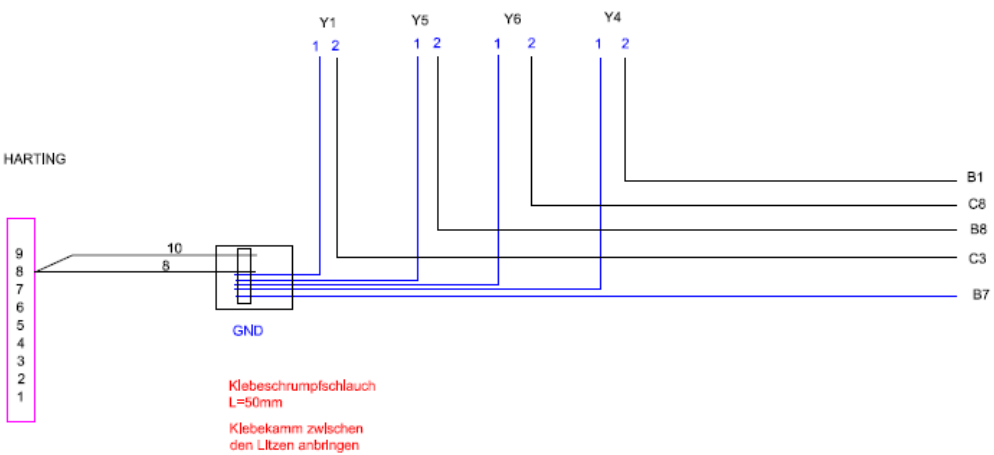 Y1 Y5 Y6 Y4
1 2 1 2 1 2 1 2
HARTING
B1
C8
B8
C3
B7
10
8
9
8
7
6
5
4
3
2
1
GND
Klebeschrumpfschlauch
L=50mm
Klebekamm zwischen
den Litzen anbringen